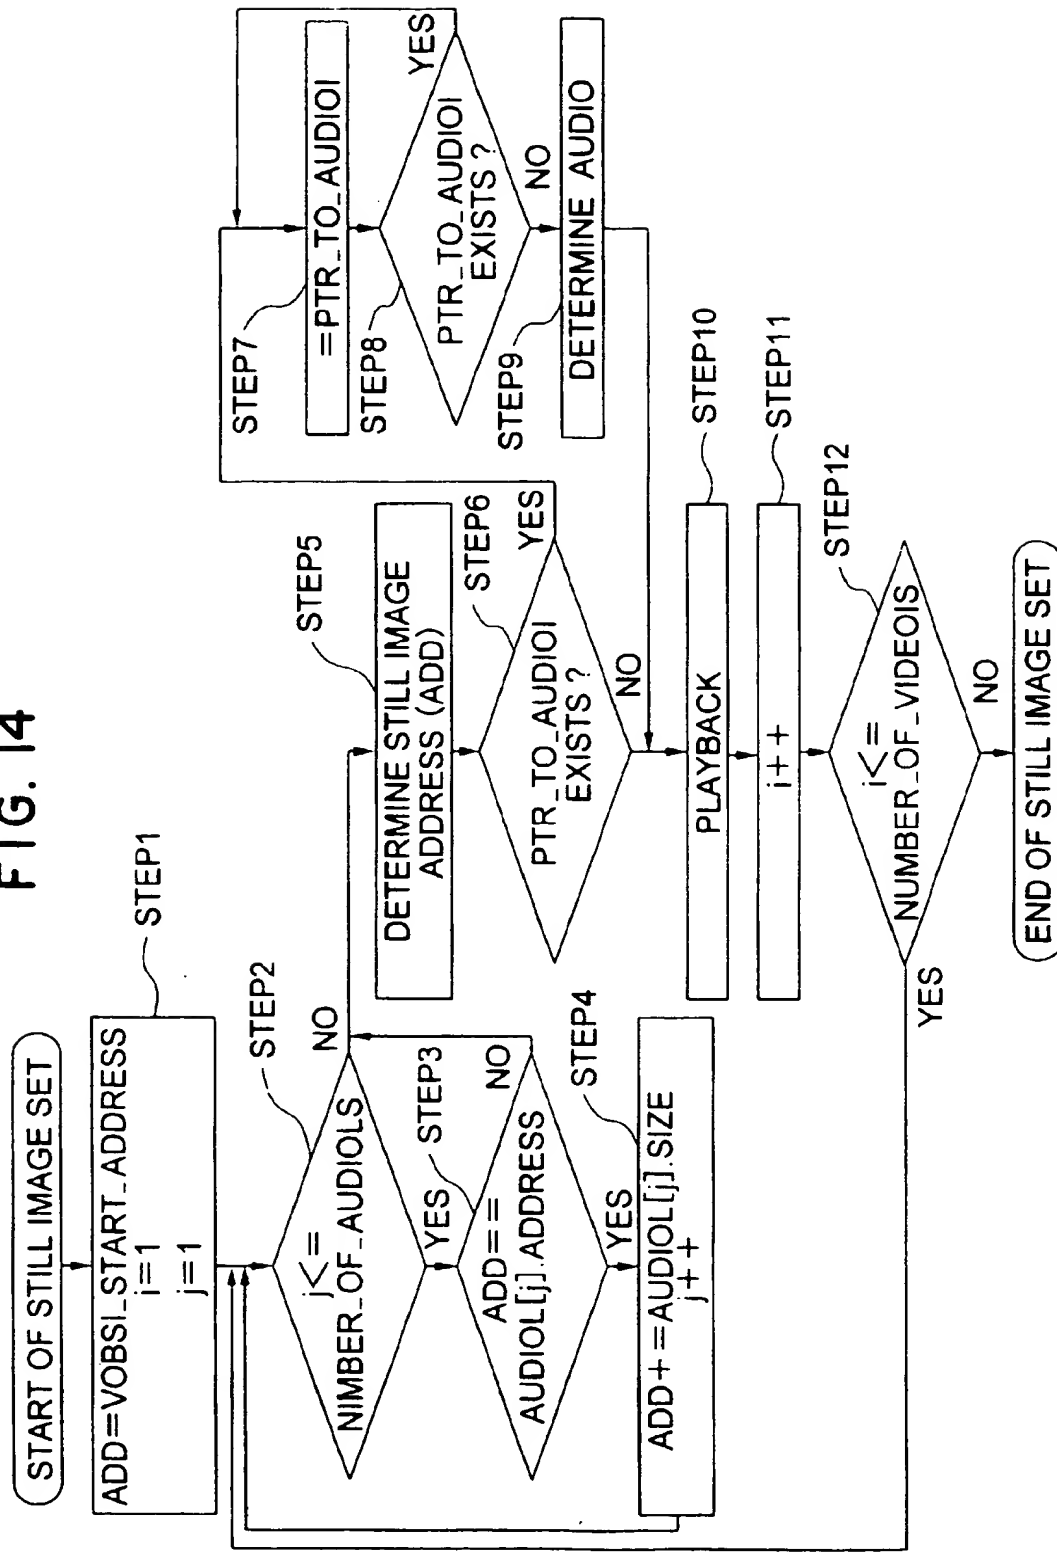 FIG. 14
START OF STILL IMAGE SET
STEP1
ADD=VOBSI_START_ADDRESS
i=1
j=1
STEP2
j<=
NIMBER_OF_AUDIOLS
NO
YES
STEP3
ADD==
AUDIOL[j].ADDRESS
NO
YES
STEP4
ADD+=AUDIOL[j].SIZE
j++
STEP5
DETERMINE STILL IMAGE
ADDRESS (ADD)
STEP6
PTR_TO_AUDIOI
EXISTS?
YES
NO
STEP7
=PTR_TO_AUDIOI
STEP8
PTR_TO_AUDIOI
EXISTS?
YES
NO
STEP9
DETERMINE AUDIO
STEP10
PLAYBACK
STEP11
i++
STEP12
i<=
NUMBER_OF_VIDEOIS
YES
NO
END OF STILL IMAGE SET